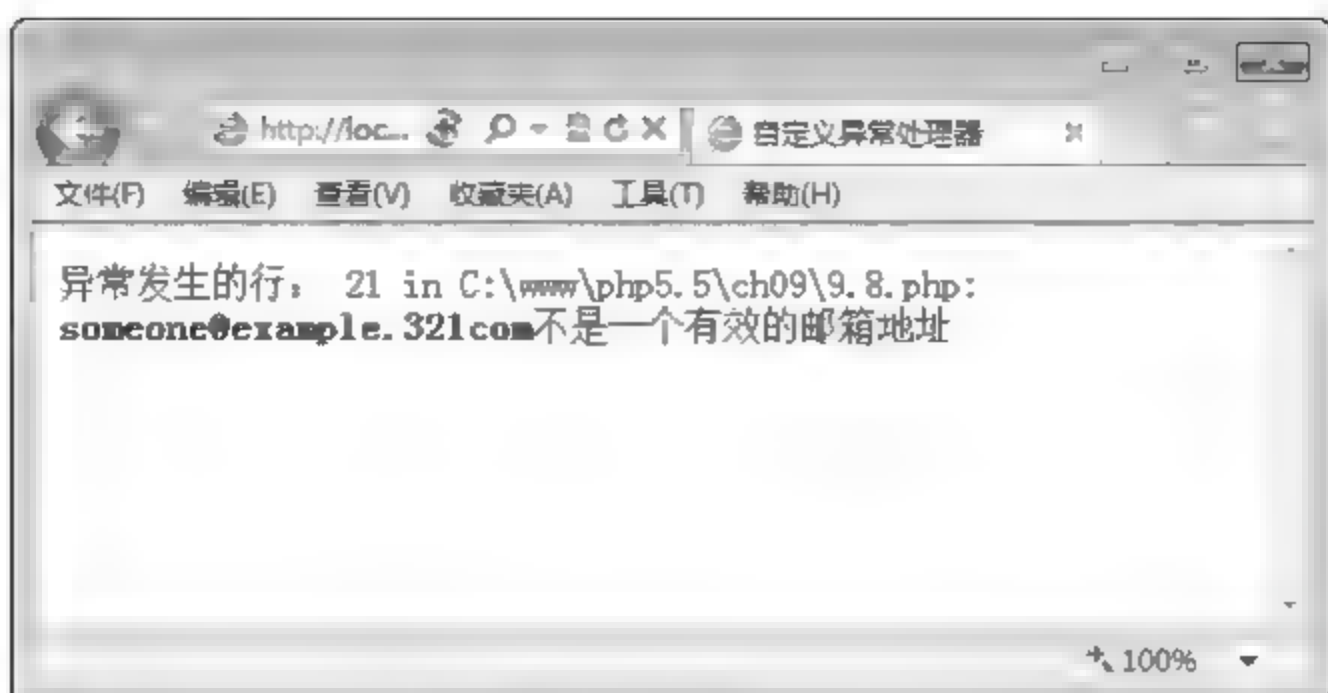 http://loc...
自定义异常处理器
文件(F) 编辑(E) 查看(V) 收藏夹(A) 工具(T) 帮助(H)
异常发生的行： 21 in C:\www\php5.5\ch09\9.8.php:
someone@example.321com不是一个有效的邮箱地址
100%